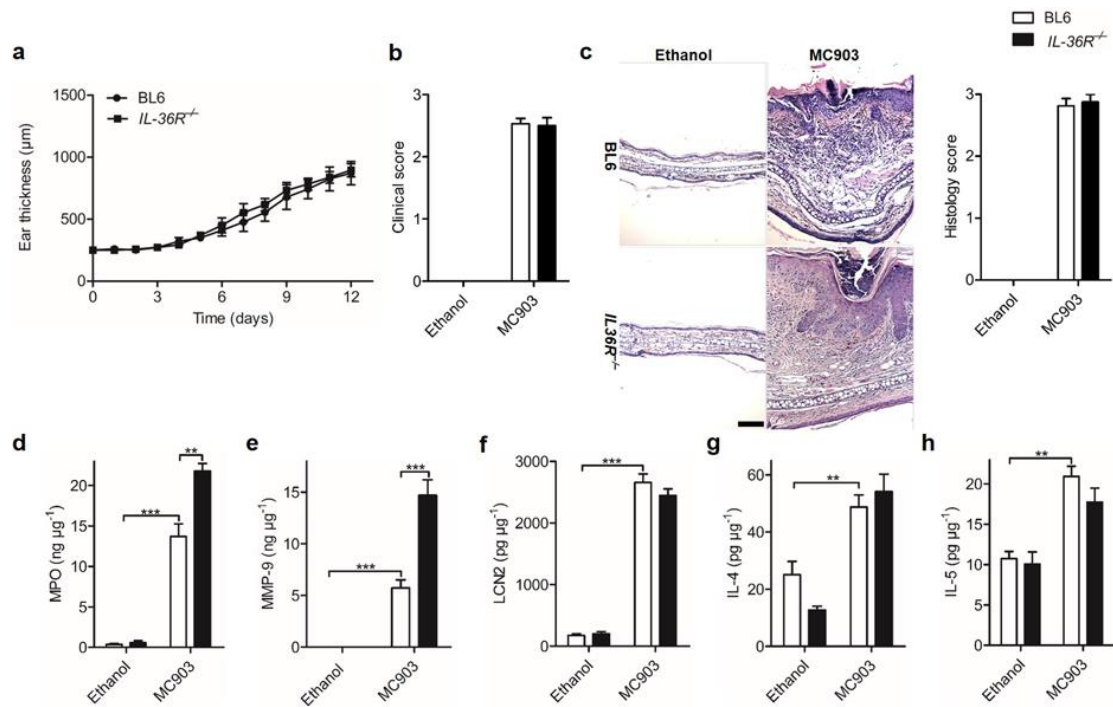 BL6
IL-36R-/-
a
1500
1000
500
0
Ear thickness (µm)
BL6
IL-36R-/-
0 3 6 9 12
Time (days)
b
3
2
1
0
Clinical score
Ethanol
MC903
c
Ethanol MC903
BL6
IL36R-/-
3
2
1
0
Histology score
Ethanol
MC903
d
20
15
10
5
0
MPO (ng µg-1)
***
**
Ethanol
MC903
e
15
10
5
0
MMP-9 (ng µg-1)
***
***
Ethanol
MC903
f
3000
2000
1000
0
LCN2 (pg µg-1)
***
Ethanol
MC903
g
60
40
20
0
IL-4 (pg µg-1)
**
Ethanol
MC903
h
20
15
10
5
0
IL-5 (pg µg-1)
**
Ethanol
MC903